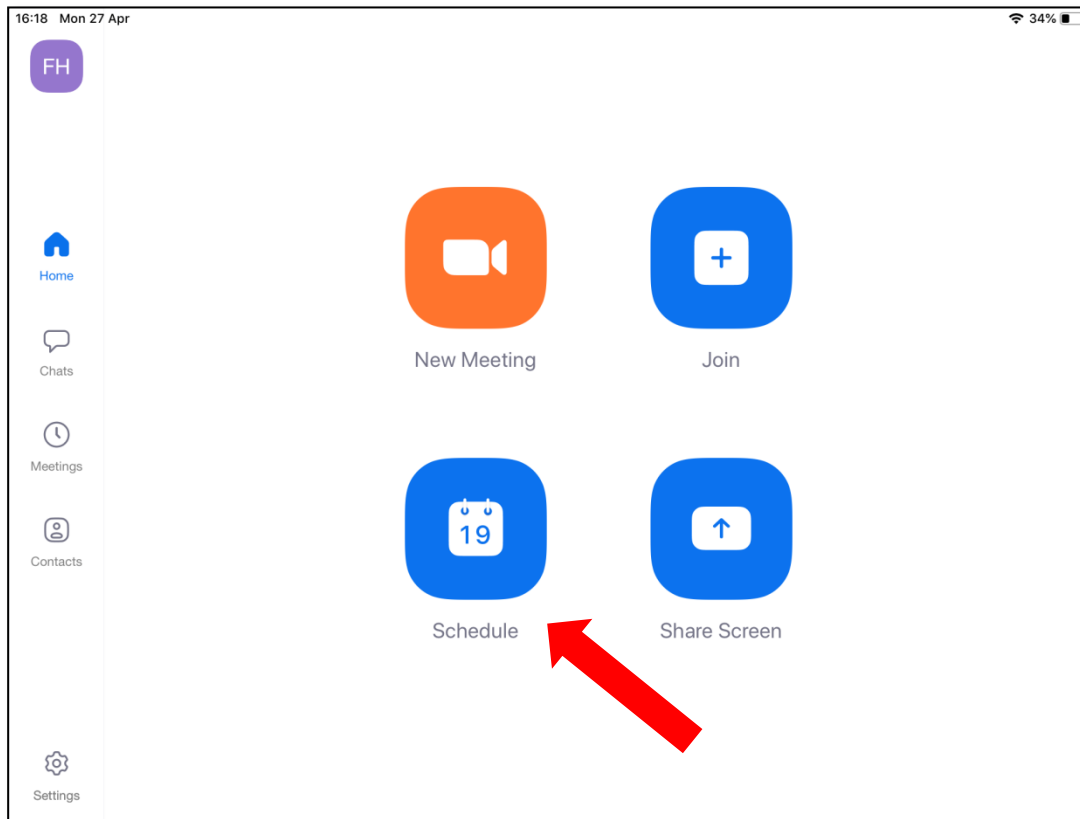 16:18 Mon 27 Apr 34%
FH
Home
Chats
Meetings
Contacts
Settings
New Meeting Join
19
Schedule Share Screen